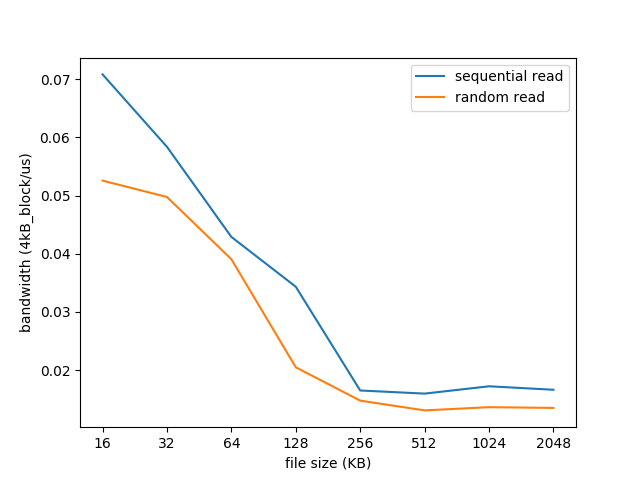 sequential read
random read
0.07
0.06
0.05
0.04
0.03
0.02
bandwidth (4kB_block/us)
16 32 64 128 256 512 1024 2048
file size (KB)